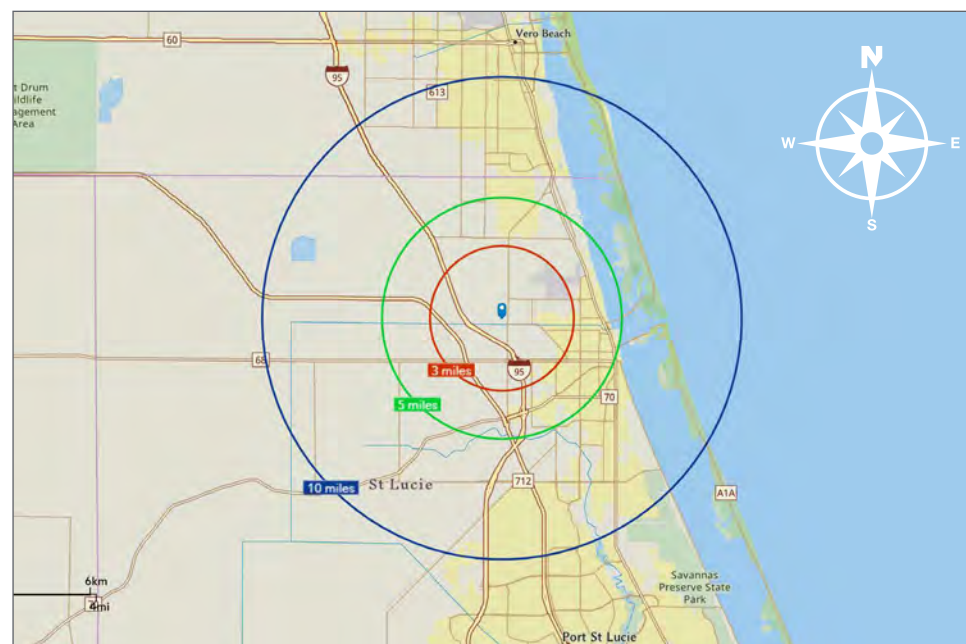 60
Vero Beach
N
95
t Drum
ildlife
agement
Area
613
W
E
S
68
3 miles
95
5 miles
70
10 miles
St Lucie
712
A1A
6km
4mi
Savannas
Preserve State
Park
Port St Lucie